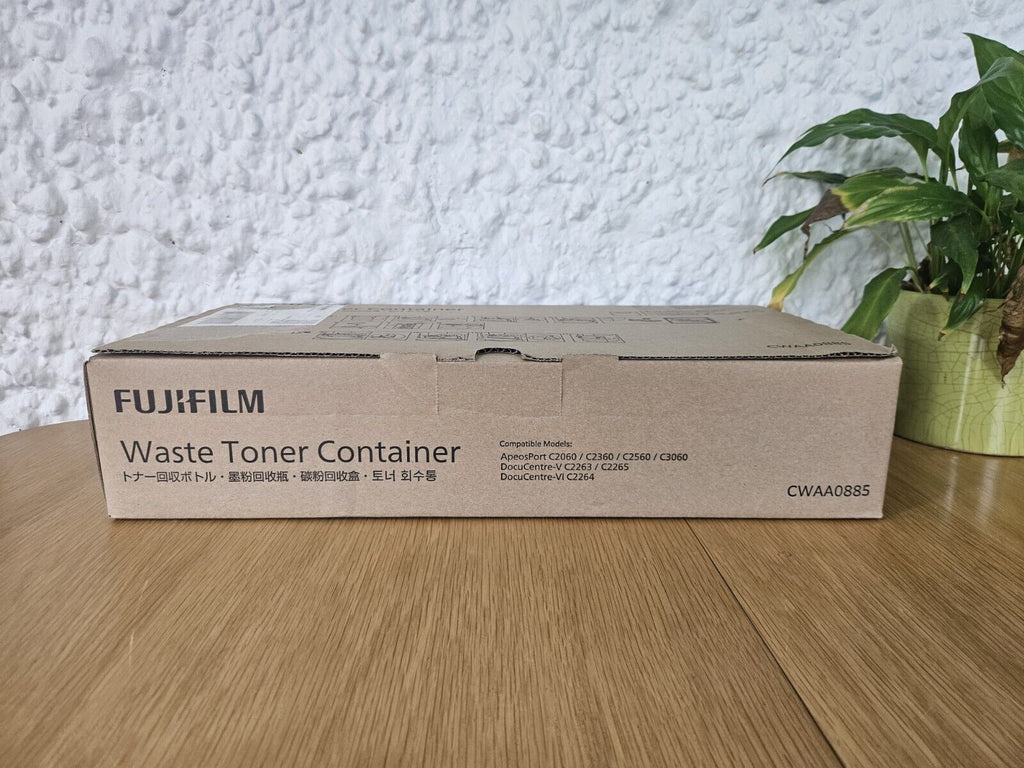 CWAA0885
FUJIFILM
Waste Toner Container
トナー回収ボトル・墨粉回收瓶・碳粉回收盒・토너 회수통
Compatible Models:
ApeosPort C2060 / C2360 / C2560 / C3060
DocuCentre-V C2263 / C2265
DocuCentre-VI C2264
CWAA0885